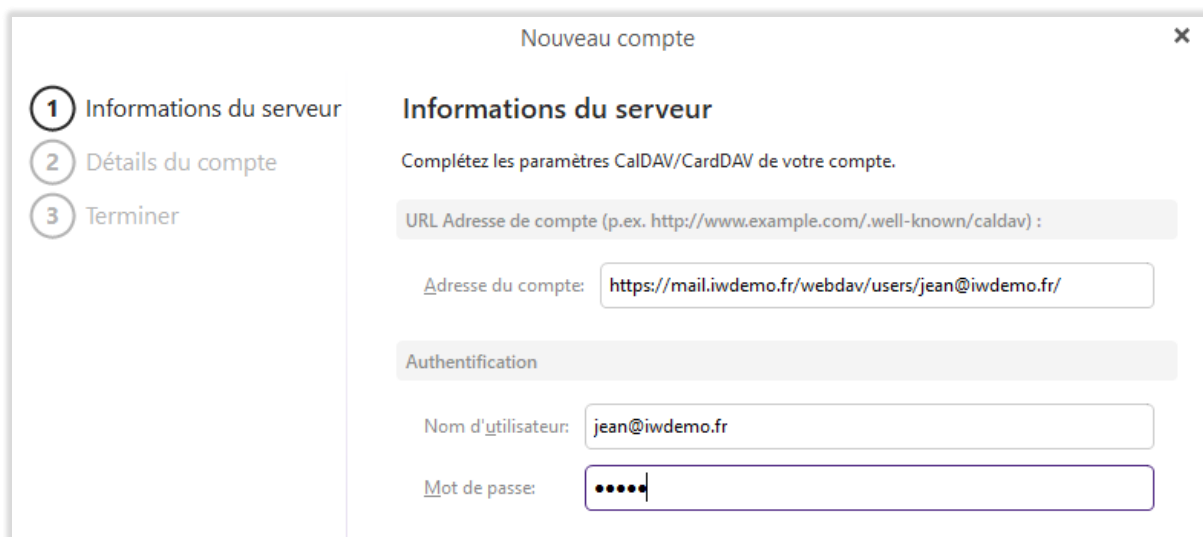 Nouveau compte
1 Informations du serveur
2 Détails du compte
3 Terminer
Informations du serveur
Complétez les paramètres CalDAV/CardDAV de votre compte.
URL Adresse de compte (p.ex. http://www.example.com/.well-known/caldav) :
Adresse du compte: https://mail.iwdemo.fr/webdav/users/jean@iwdemo.fr/
Authentification
Nom d'utilisateur: jean@iwdemo.fr
Mot de passe: •••••